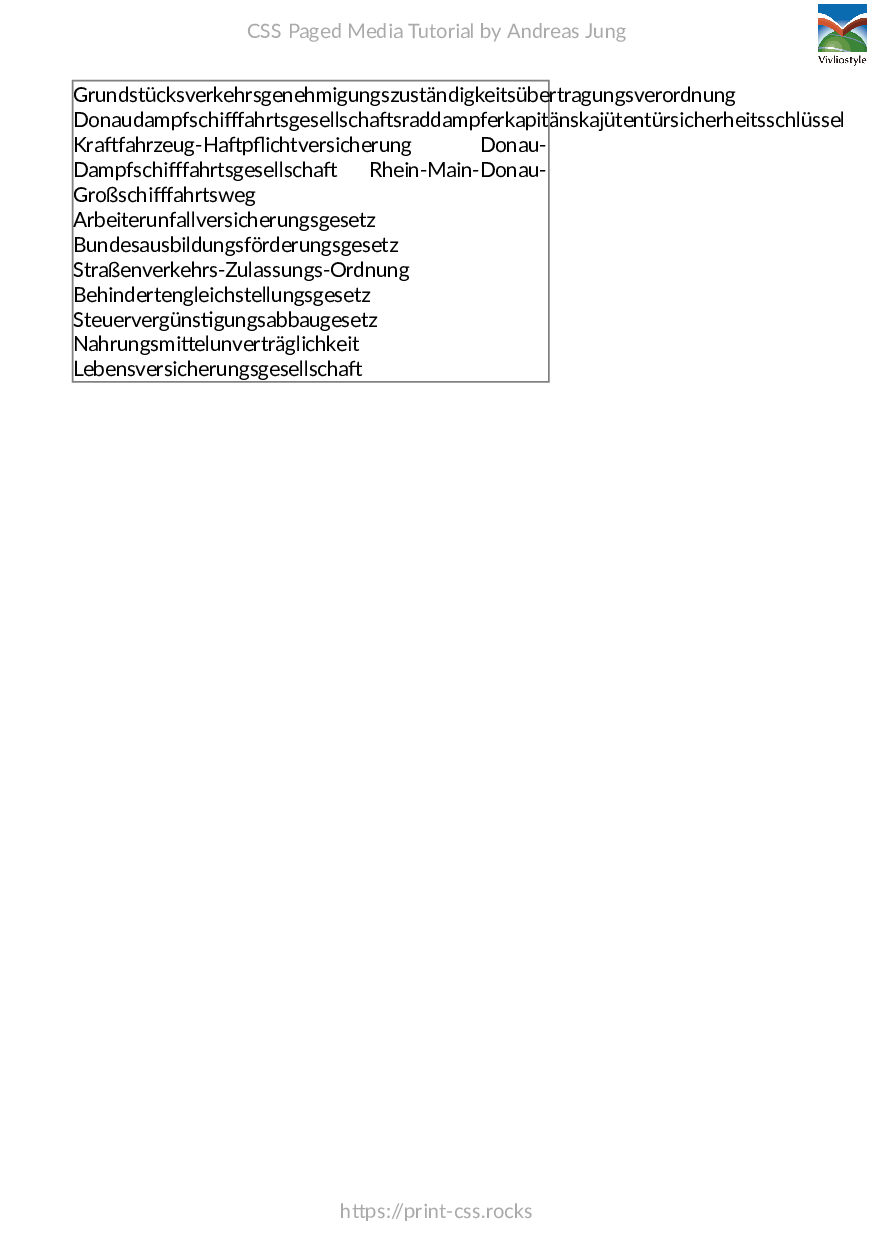 CSS Paged Media Tutorial by Andreas Jung
Vivliostyle
Grundstücksverkehrsgenehmigungszuständigkeitsübertragungsverordnung
Donaudampfschifffahrtsgesellschaftsraddampferkapitänskajütentürsicherheitsschlüssel
Kraftfahrzeug-Haftpflichtversicherung Donau-
Dampfschifffahrtsgesellschaft Rhein-Main-Donau-
Großschifffahrtsweg
Arbeiterunfallversicherungsgesetz
Bundesausbildungsförderungsgesetz
Straßenverkehrs-Zulassungs-Ordnung
Behindertengleichstellungsgesetz
Steuervergünstigungsabbaugesetz
Nahrungsmittelunverträglichkeit
Lebensversicherungsgesellschaft
https://print-css.rocks